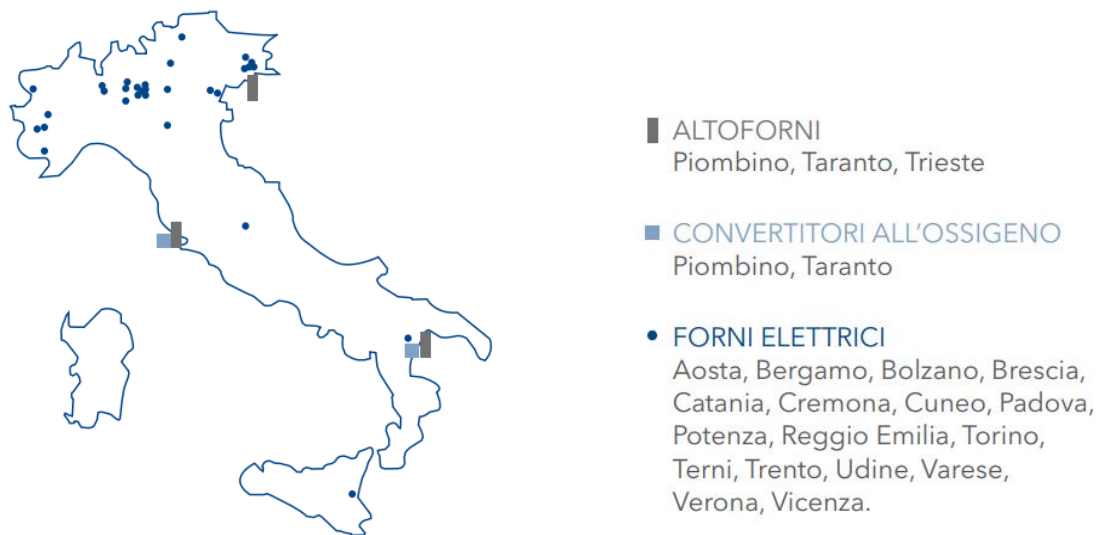 ALTOFORNI
Piombino, Taranto, Trieste
CONVERTITORI ALL'OSSIGENO
Piombino, Taranto
FORNI ELETTRICI
Aosta, Bergamo, Bolzano, Brescia,
Catania, Cremona, Cuneo, Padova,
Potenza, Reggio Emilia, Torino,
Terni, Trento, Udine, Varese,
Verona, Vicenza.